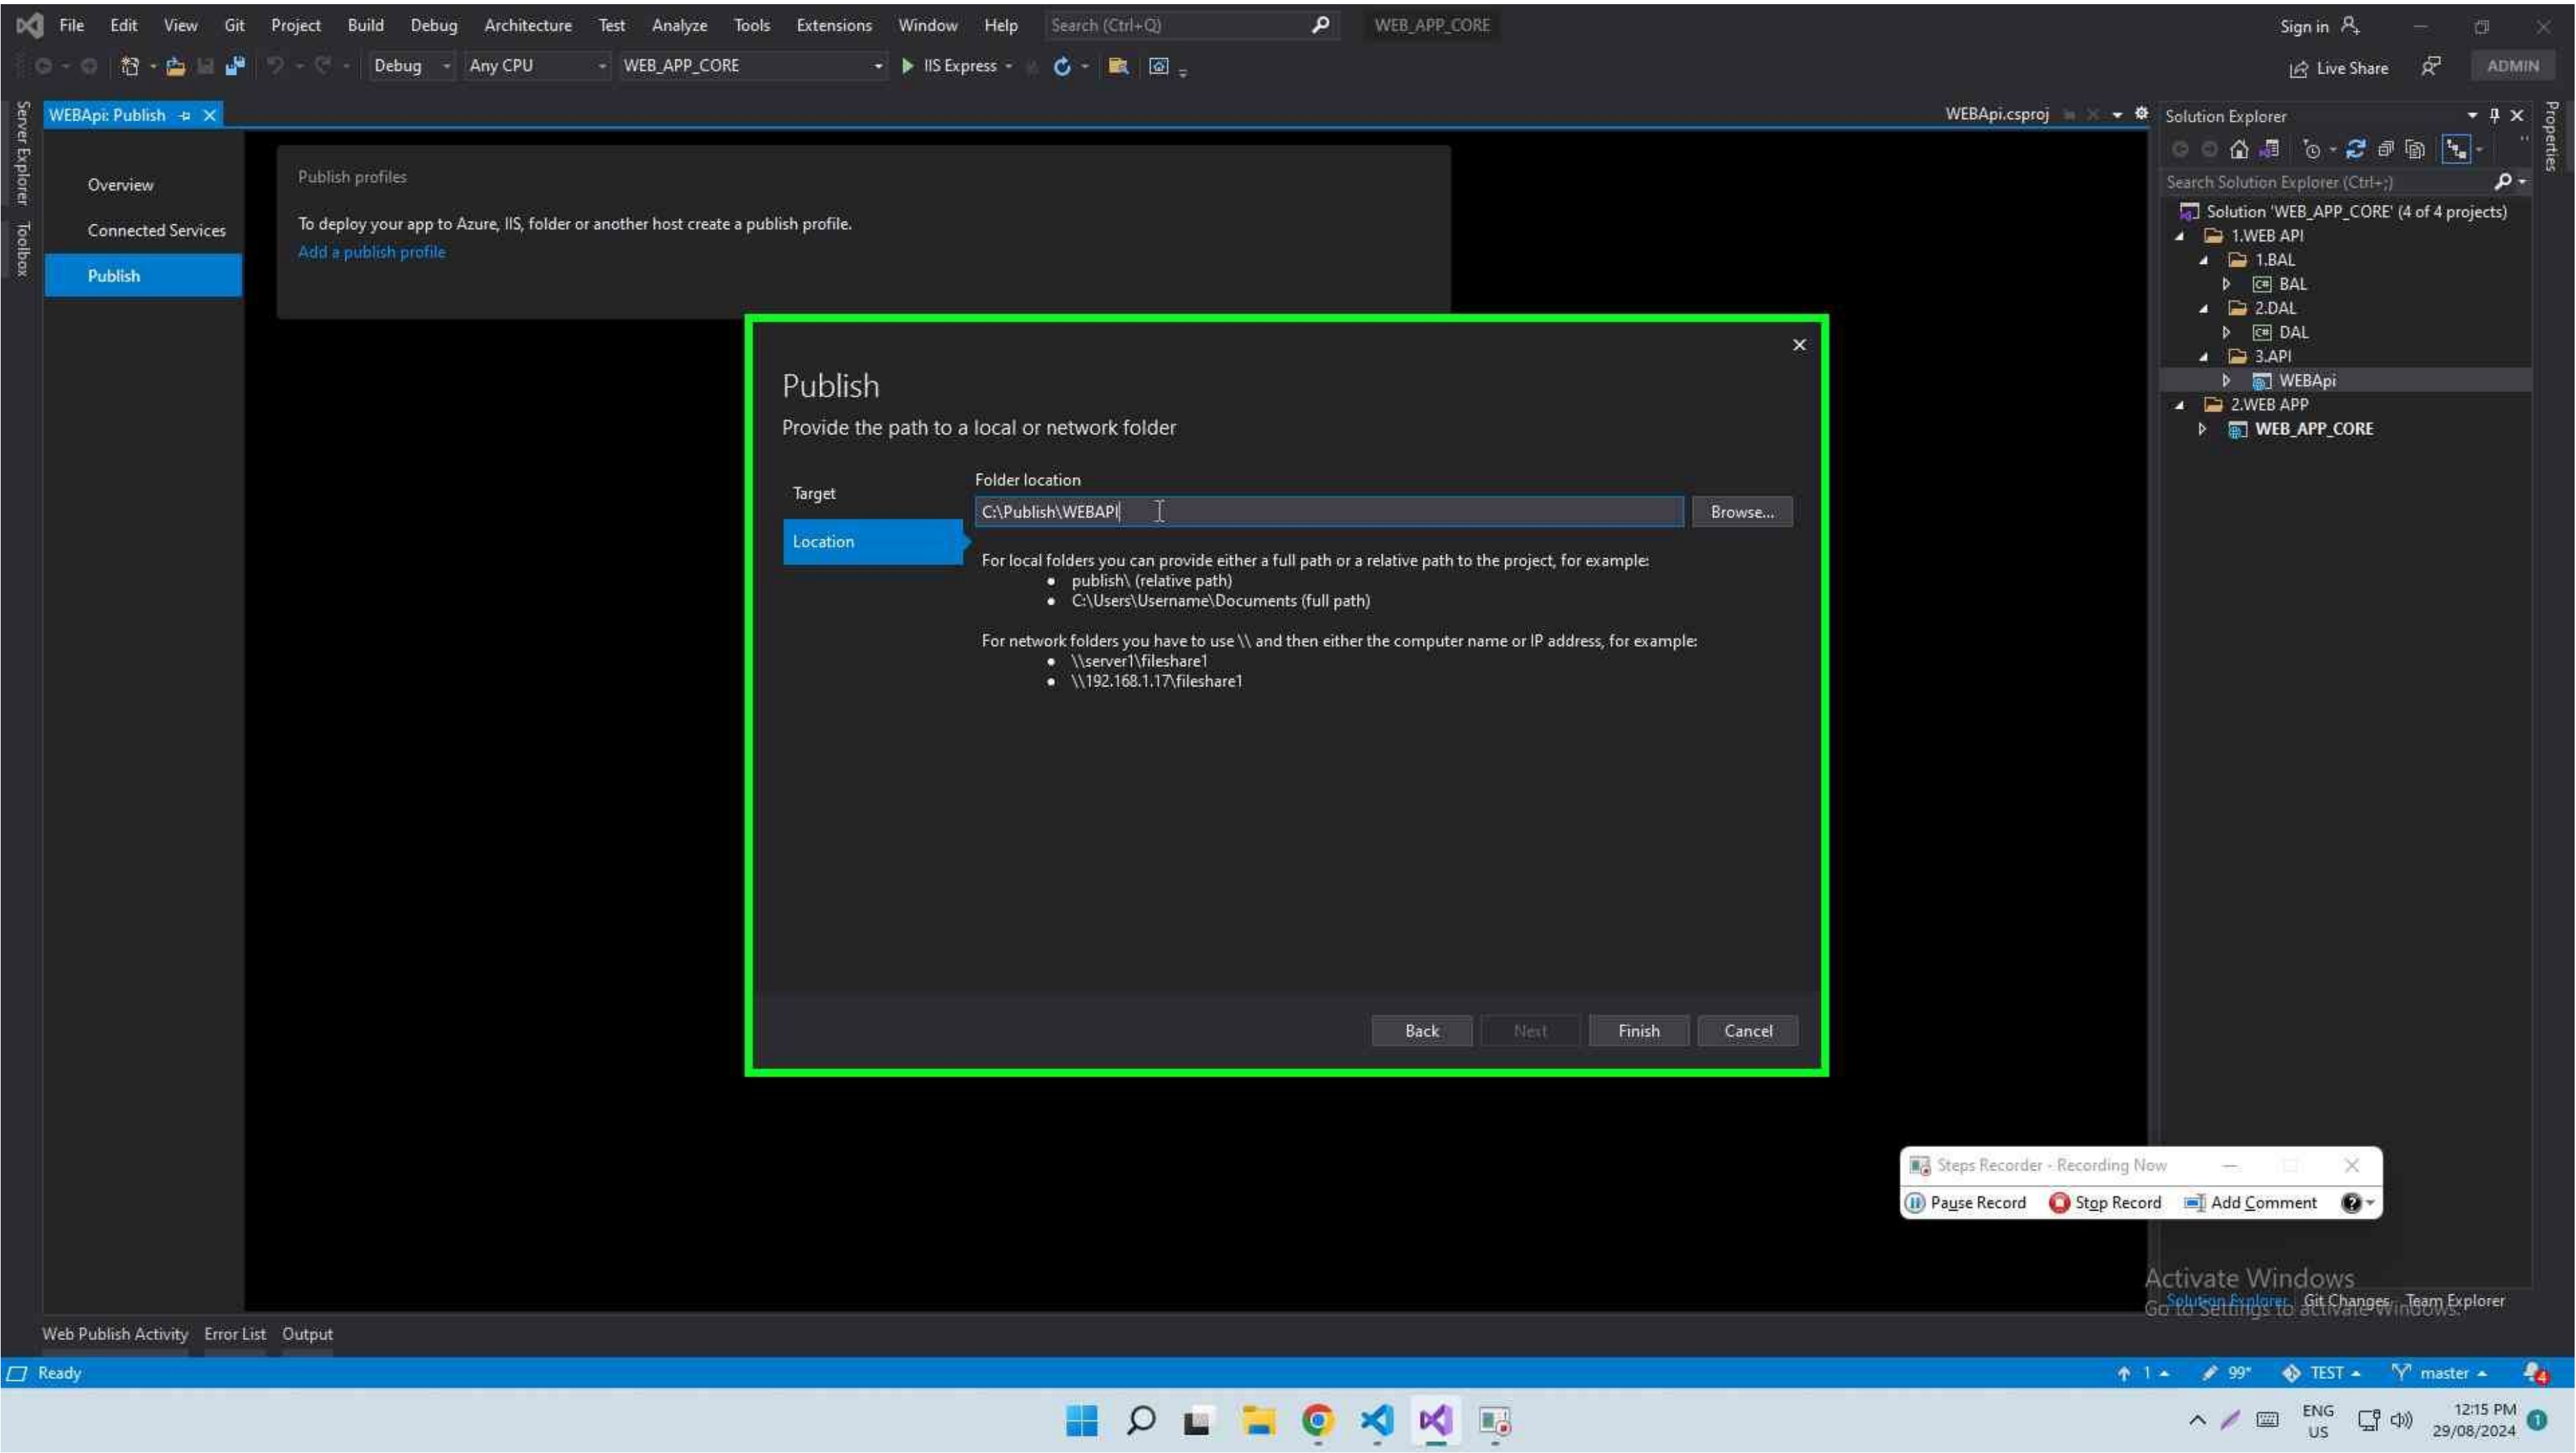 File Edit View Git Project Build Debug Architecture Test Analyze Tools Extensions Window Help Search (Ctrl+Q) WEB_APP_CORE Sign in
Debug Any CPU WEB_APP_CORE IIS Express Live Share ADMIN
Server Explorer
Toolbox
WEBApi: Publish
WEBApi.csproj
Overview
Connected Services
Publish
Publish profiles
To deploy your app to Azure, IIS, folder or another host create a publish profile.
Add a publish profile
Publish
Provide the path to a local or network folder
Target
Location
Folder location
C:\Publish\WEBAPI
Browse...
For local folders you can provide either a full path or a relative path to the project, for example:
• publish\ (relative path)
• C:\Users\Username\Documents (full path)
For network folders you have to use \\ and then either the computer name or IP address, for example:
• \\server1\fileshare1
• \\192.168.1.17\fileshare1
Back Next Finish Cancel
Solution Explorer
Properties
Search Solution Explorer (Ctrl+;)
Solution 'WEB_APP_CORE' (4 of 4 projects)
1.WEB API
1.BAL
C# BAL
2.DAL
C# DAL
3.API
WEBApi
2.WEB APP
WEB_APP_CORE
Steps Recorder - Recording Now
Pause Record Stop Record Add Comment
Activate Windows
Go to Settings to activate Windows.
Solution Explorer Git Changes Team Explorer
Web Publish Activity Error List Output
Ready
1 99+ TEST master 4
ENG
US
12:15 PM
29/08/2024
1